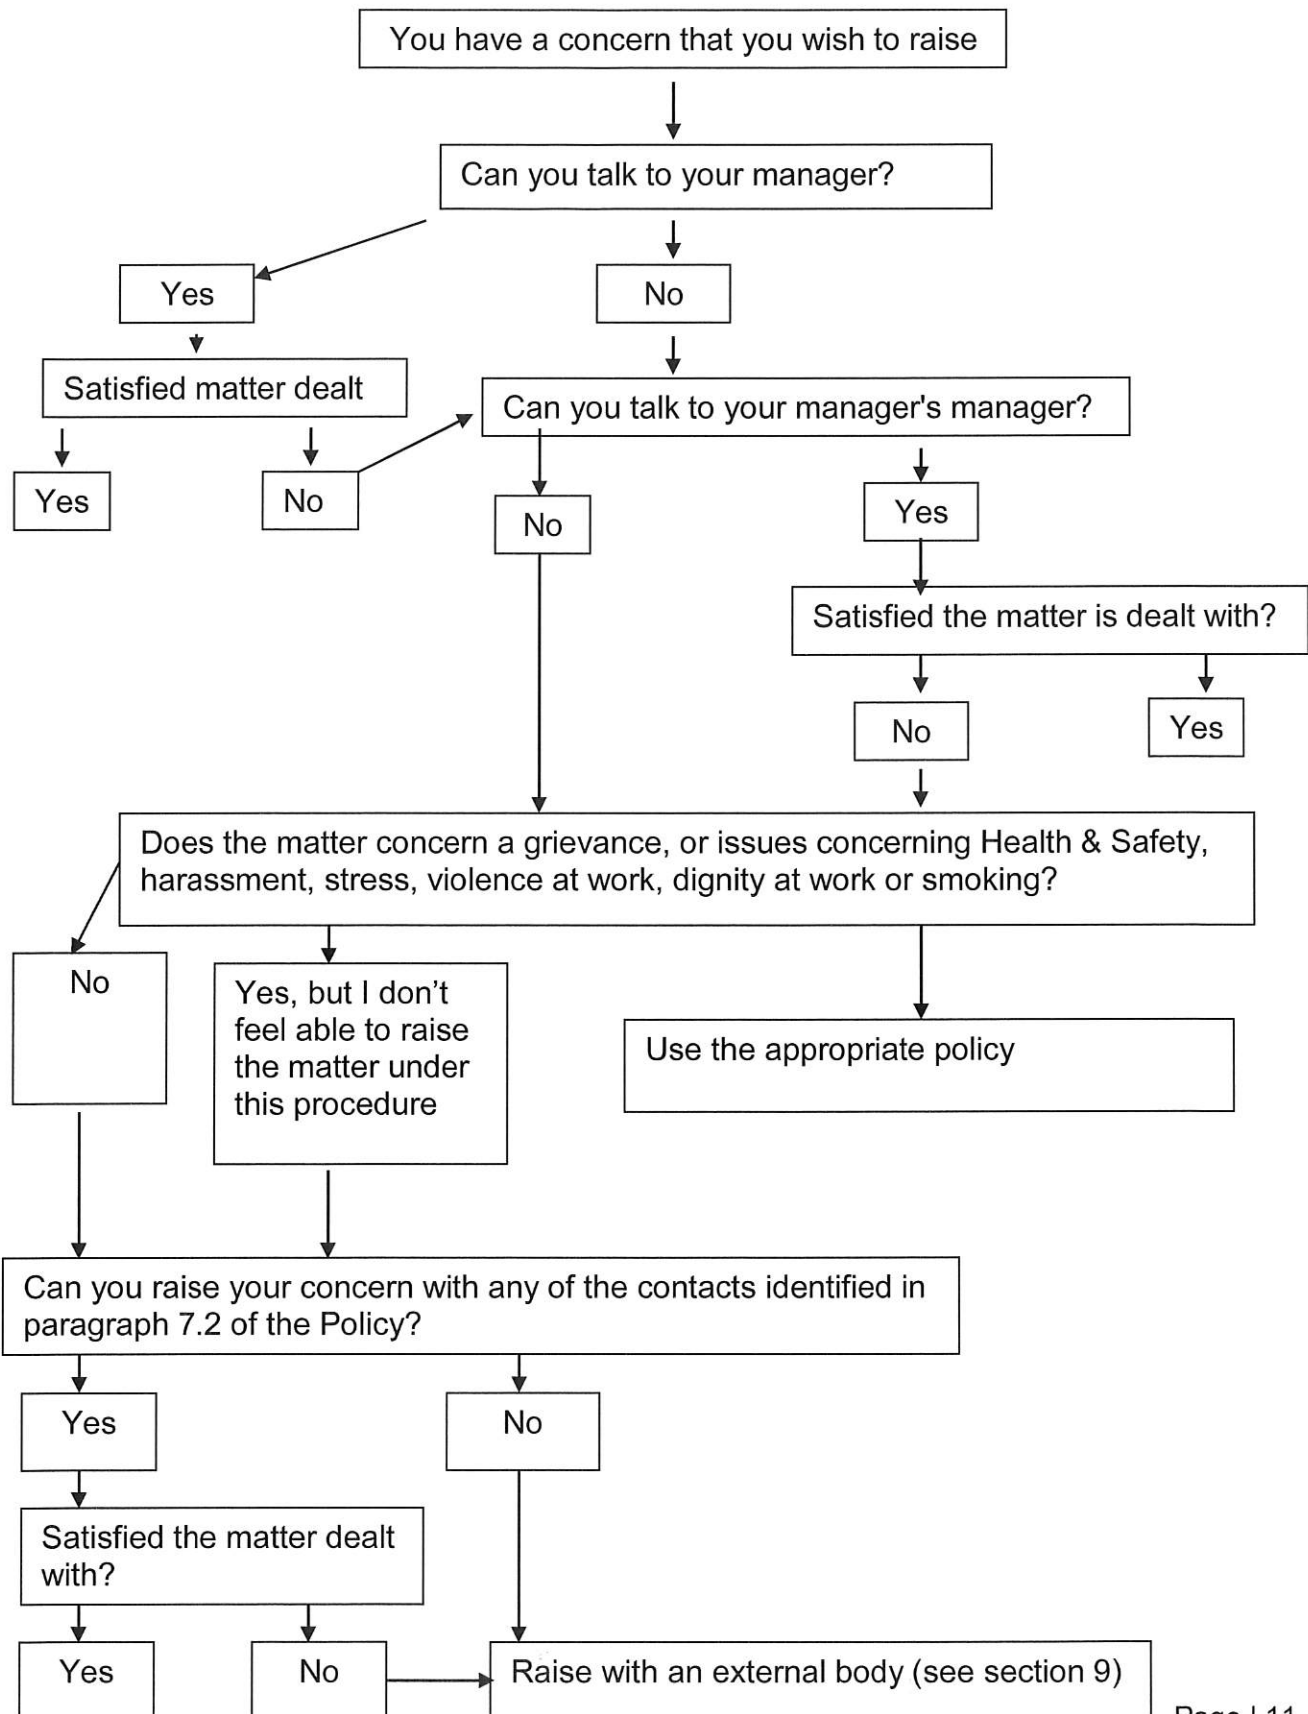 You have a concern that you wish to raise
Can you talk to your manager?
Yes
No
Satisfied matter dealt
Can you talk to your manager's manager?
Yes
No
No
Yes
Satisfied the matter is dealt with?
No
Yes
Does the matter concern a grievance, or issues concerning Health & Safety,
harassment, stress, violence at work, dignity at work or smoking?
No
Yes, but I don't
feel able to raise
the matter under
this procedure
Use the appropriate policy
Can you raise your concern with any of the contacts identified in
paragraph 7.2 of the Policy?
Yes
No
Satisfied the matter dealt
with?
Yes
No
Raise with an external body (see section 9)
Page | 11